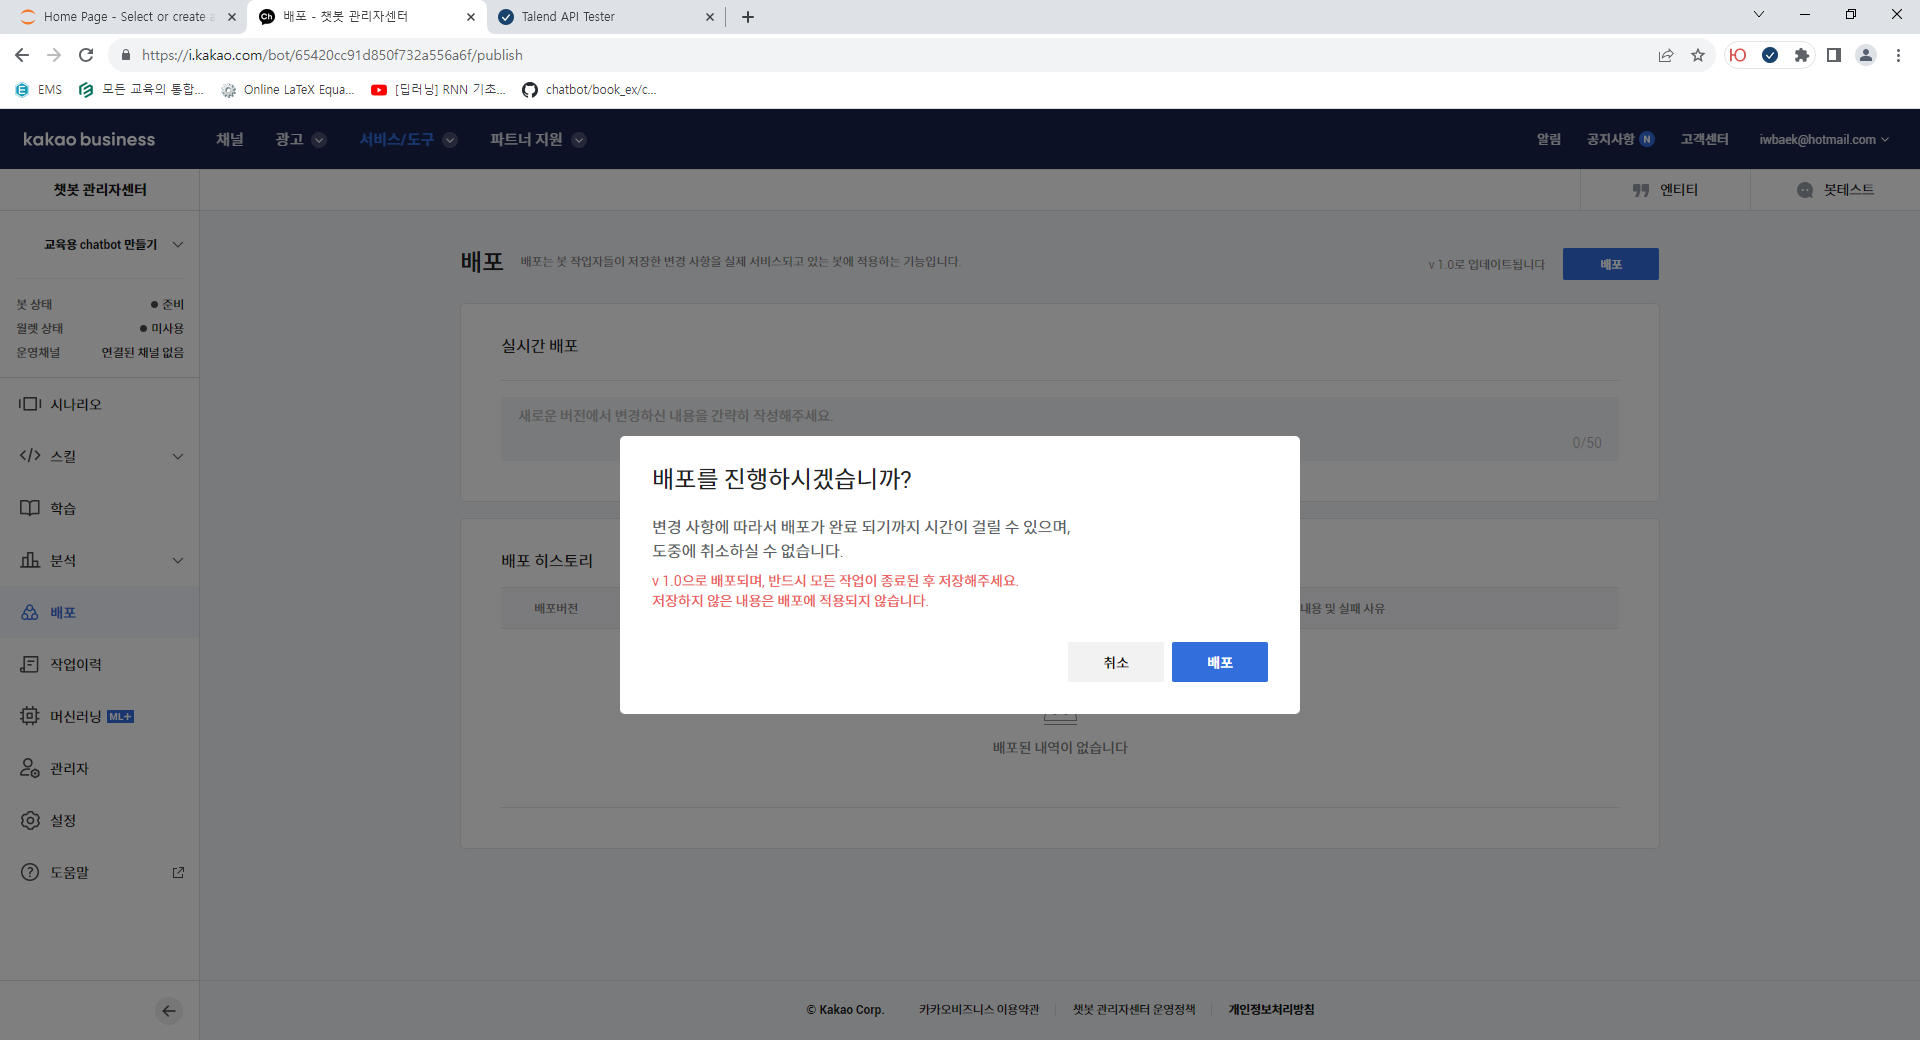 Home Page - Select or create a
배포 - 챗봇 관리자센터
Talend API Tester
https://i.kakao.com/bot/65420cc91d850f732a556a6f/publish
EMS
모든 교육의 통합...
Online LaTeX Equa...
[딥러닝] RNN 기초...
chatbot/book_ex/c...
kakao business
채널
광고
서비스/도구
파트너 지원
알림
공지사항 N
고객센터
iwbaek@hotmail.com
챗봇 관리자센터
엔티티
봇테스트
교육용 chatbot 만들기
봇 상태
준비
월렛 상태
미사용
운영채널
연결된 채널 없음
시나리오
스킬
학습
분석
배포
작업이력
머신러닝 ML+
관리자
설정
도움말
배포
배포는 봇 작업자들이 저장한 변경 사항을 실제 서비스되고 있는 봇에 적용하는 기능입니다.
v 1.0로 업데이트됩니다
배포
실시간 배포
새로운 버전에서 변경하신 내용을 간략히 작성해주세요.
0/50
배포 히스토리
배포버전
내용 및 실패 사유
배포를 진행하시겠습니까?
변경 사항에 따라서 배포가 완료 되기까지 시간이 걸릴 수 있으며,
도중에 취소하실 수 없습니다.
v 1.0으로 배포되며, 반드시 모든 작업이 종료된 후 저장해주세요.
저장하지 않은 내용은 배포에 적용되지 않습니다.
취소
배포
배포된 내역이 없습니다
© Kakao Corp.
카카오비즈니스 이용약관
챗봇 관리자센터 운영정책
개인정보처리방침